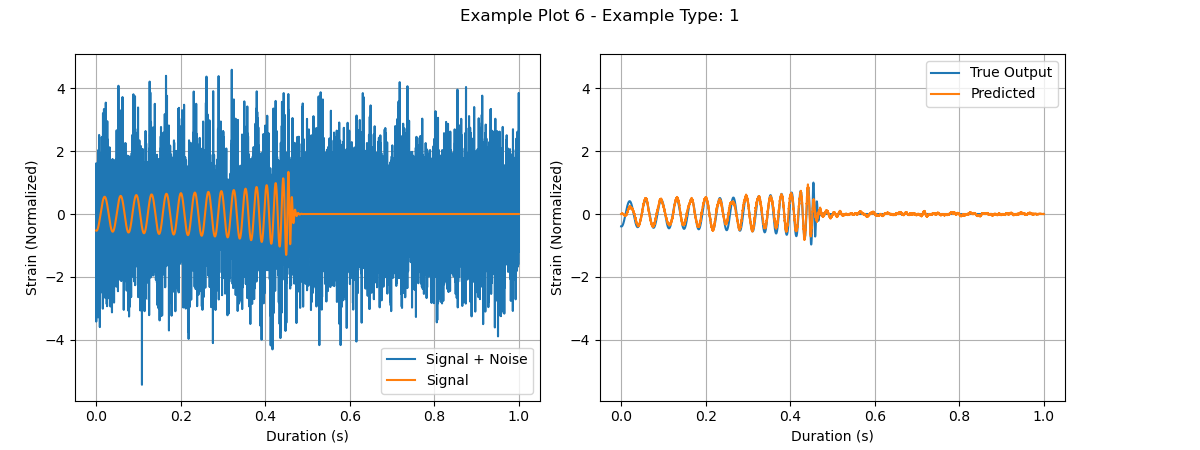 Example Plot 6 - Example Type: 1
Strain (Normalized)
4
2
0
−2
−4
0.0 0.2 0.4 0.6 0.8 1.0
Duration (s)
Signal + Noise
Signal
Strain (Normalized)
4
2
0
−2
−4
0.0 0.2 0.4 0.6 0.8 1.0
Duration (s)
True Output
Predicted